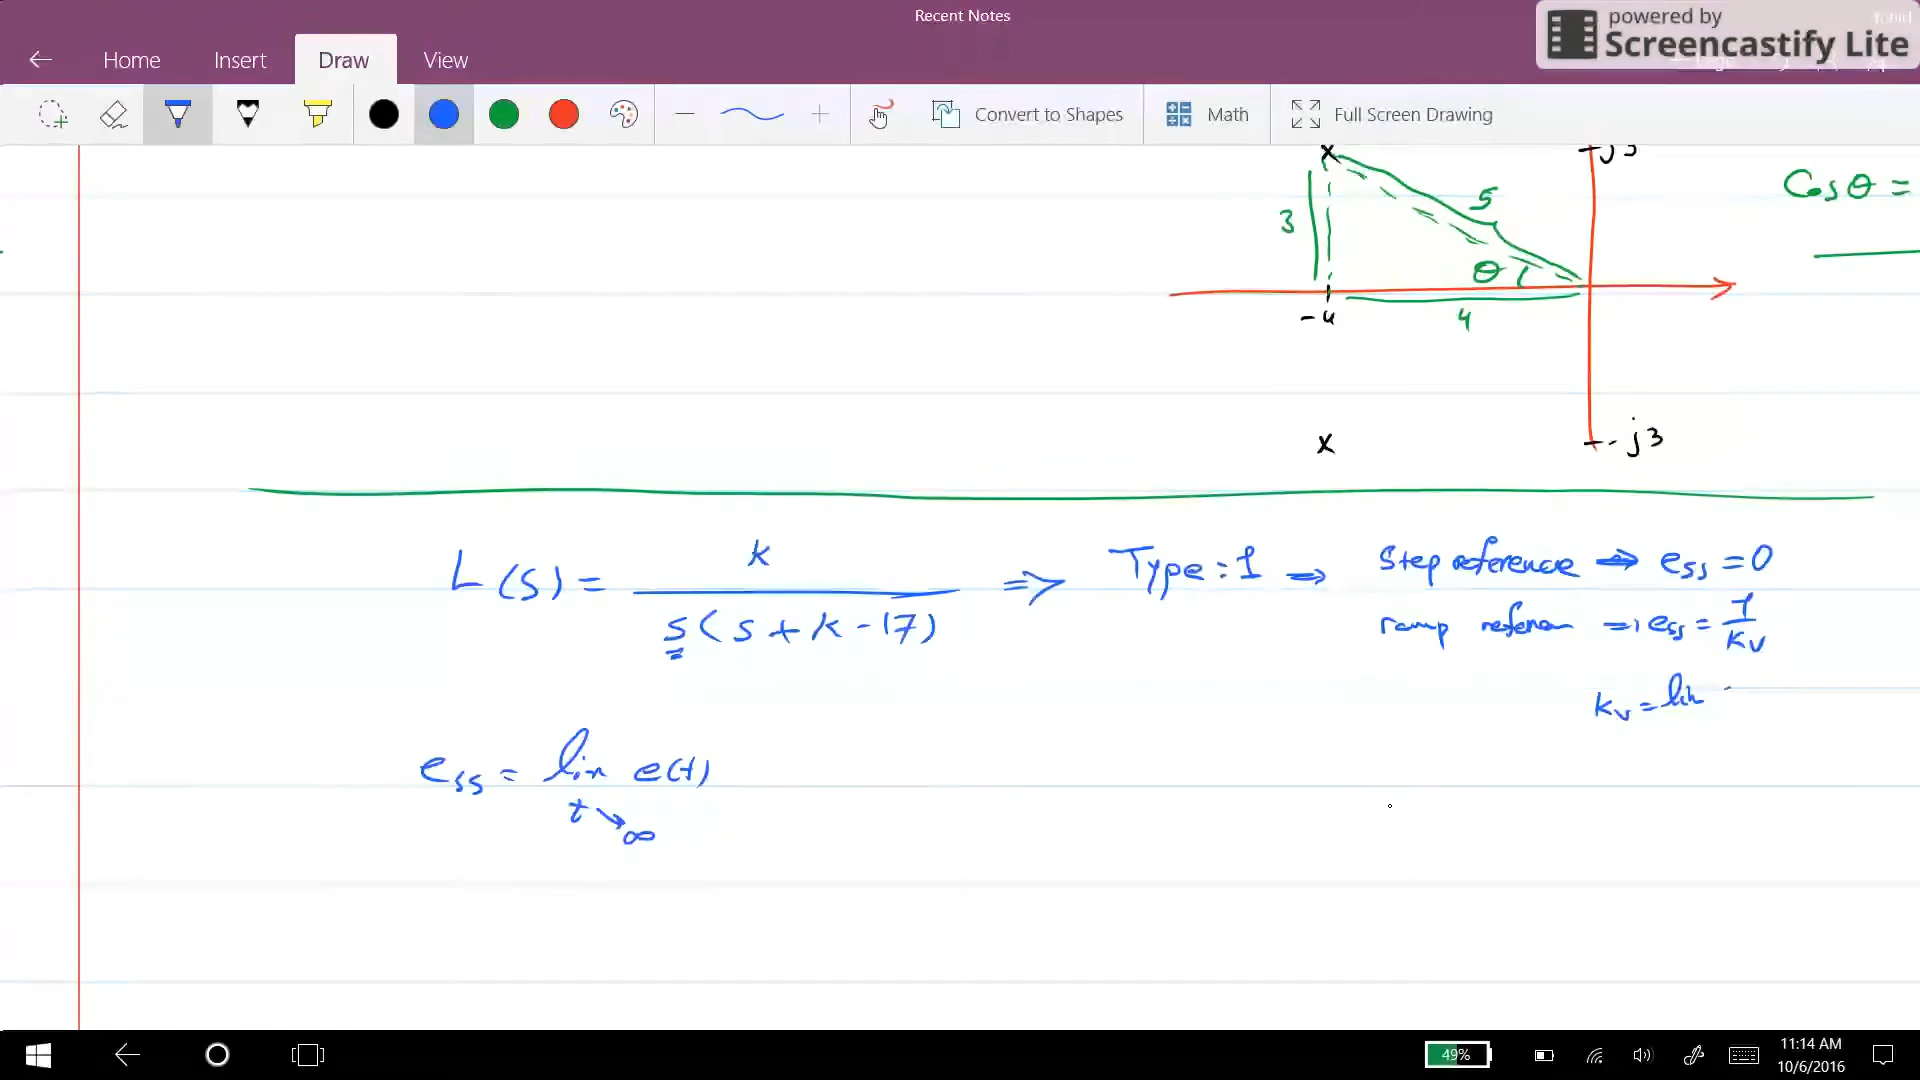 Recent Notes
powered by
Screencastify Lite
Home Insert Draw View
Convert to Shapes Math Full Screen Drawing
x j3
Cos θ =
3 5
θ
-4 4
x - j3
L(s) = k / s(s + k - 17) ⇒ Type: 1 ⇒ Step reference ⇒ ess = 0
ramp referen ⇒ ess = 1 / Kv
Kv = lim
ess = lim e(t)
t → ∞
49%
11:14 AM
10/6/2016